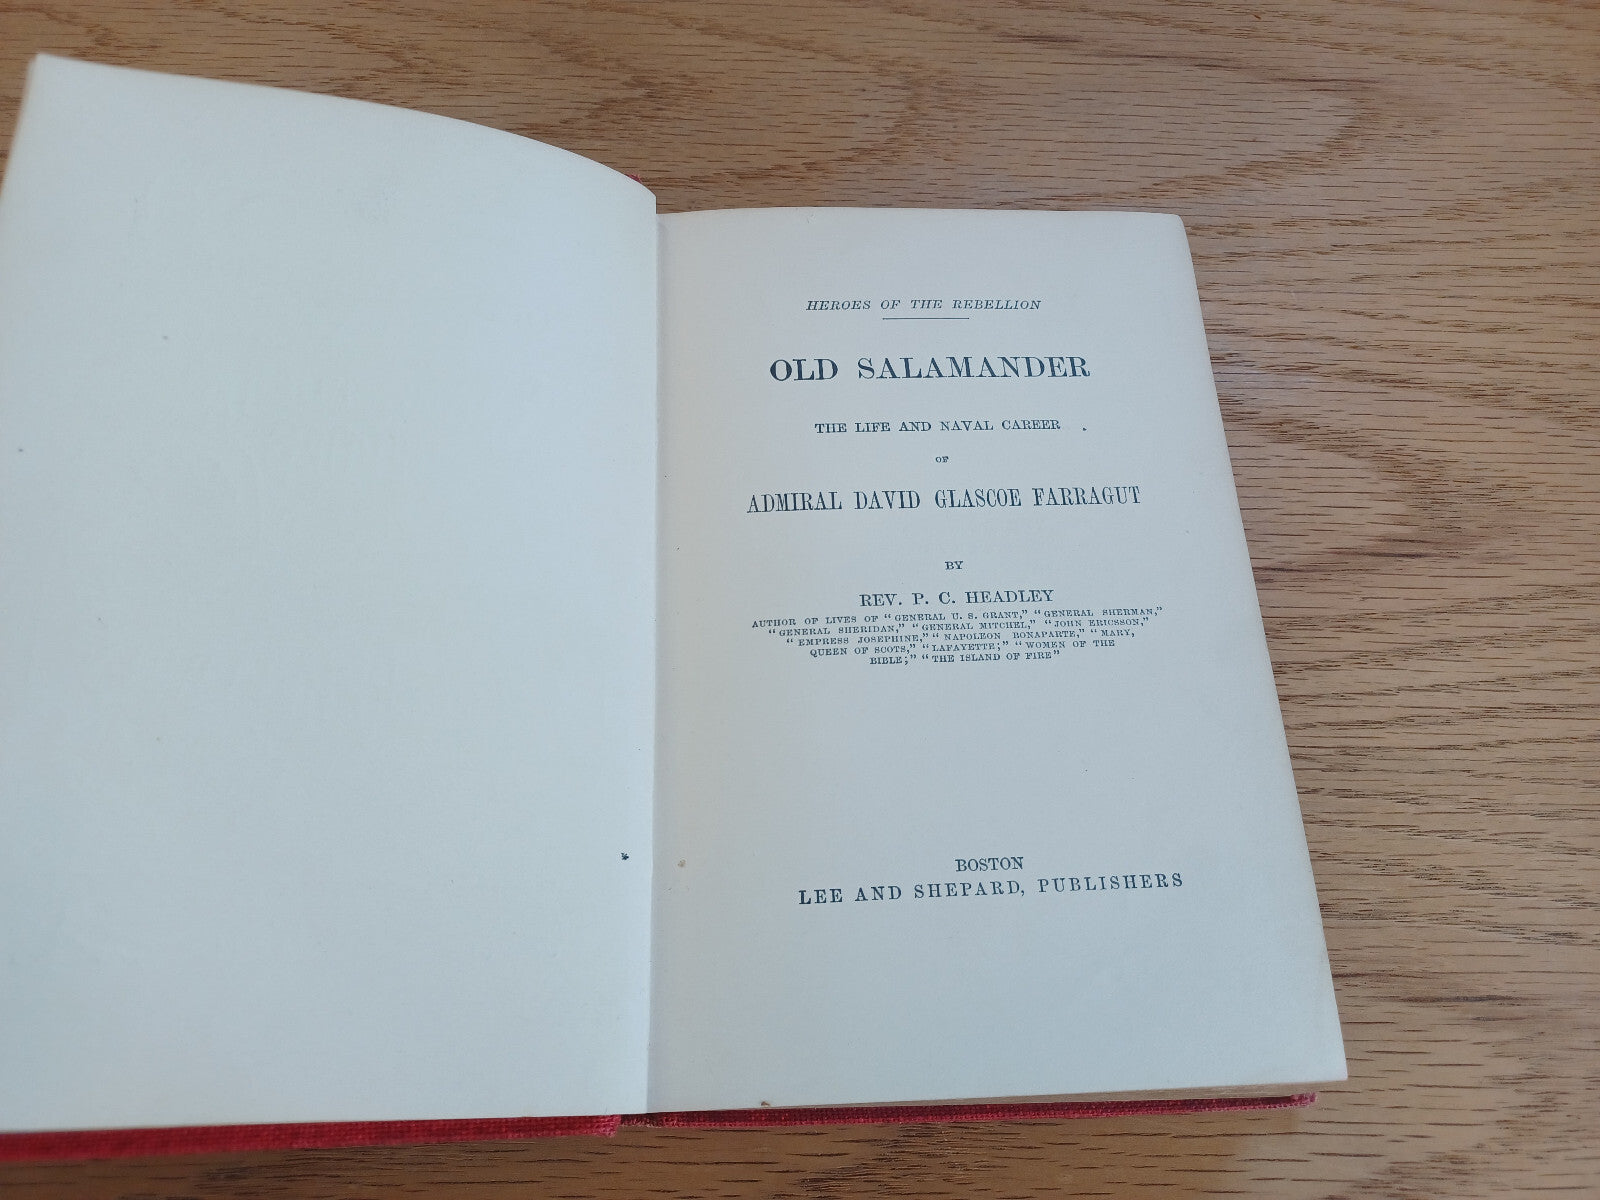 HEROES OF THE REBELLION
OLD SALAMANDER
THE LIFE AND NAVAL CAREER
OF
ADMIRAL DAVID GLASCOE FARRAGUT
BY
REV. P. C. HEADLEY
AUTHOR OF LIVES OF "GENERAL U. S. GRANT," "GENERAL SHERMAN,"
"GENERAL SHERIDAN," "GENERAL MITCHEL," "JOHN ERICSSON,"
"EMPRESS JOSEPHINE," "NAPOLEON BONAPARTE," "MARY,
QUEEN OF SCOTS," "LAFAYETTE;" "WOMEN OF THE
BIBLE;" "THE ISLAND OF FIRE"
BOSTON
LEE AND SHEPARD, PUBLISHERS